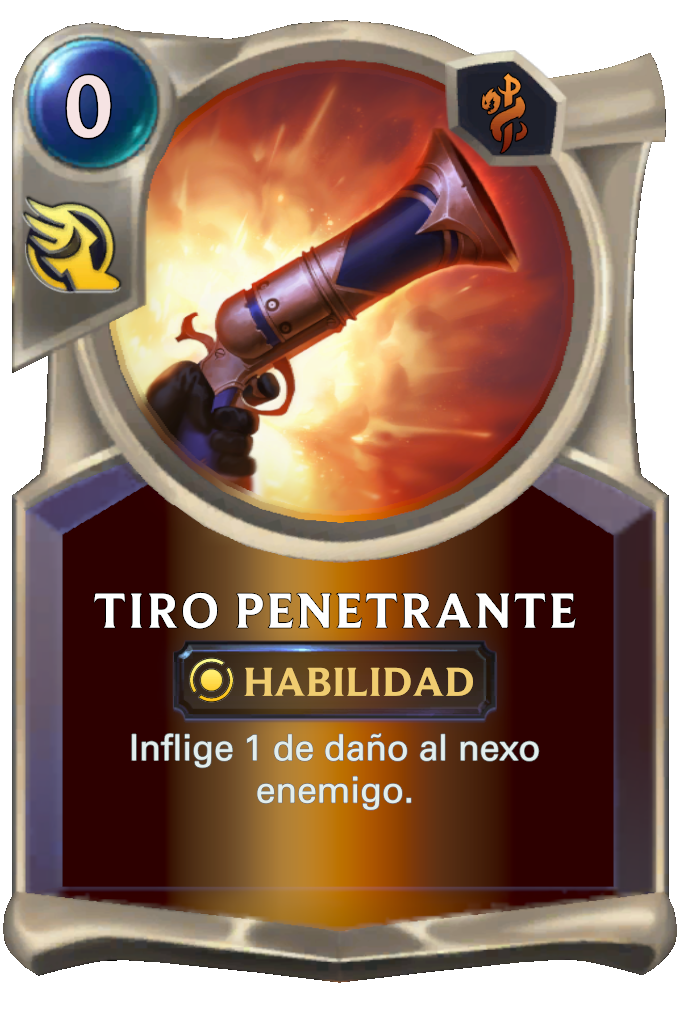 0
TIRO PENETRANTE
HABILIDAD
Inflige 1 de daño al nexo
enemigo.